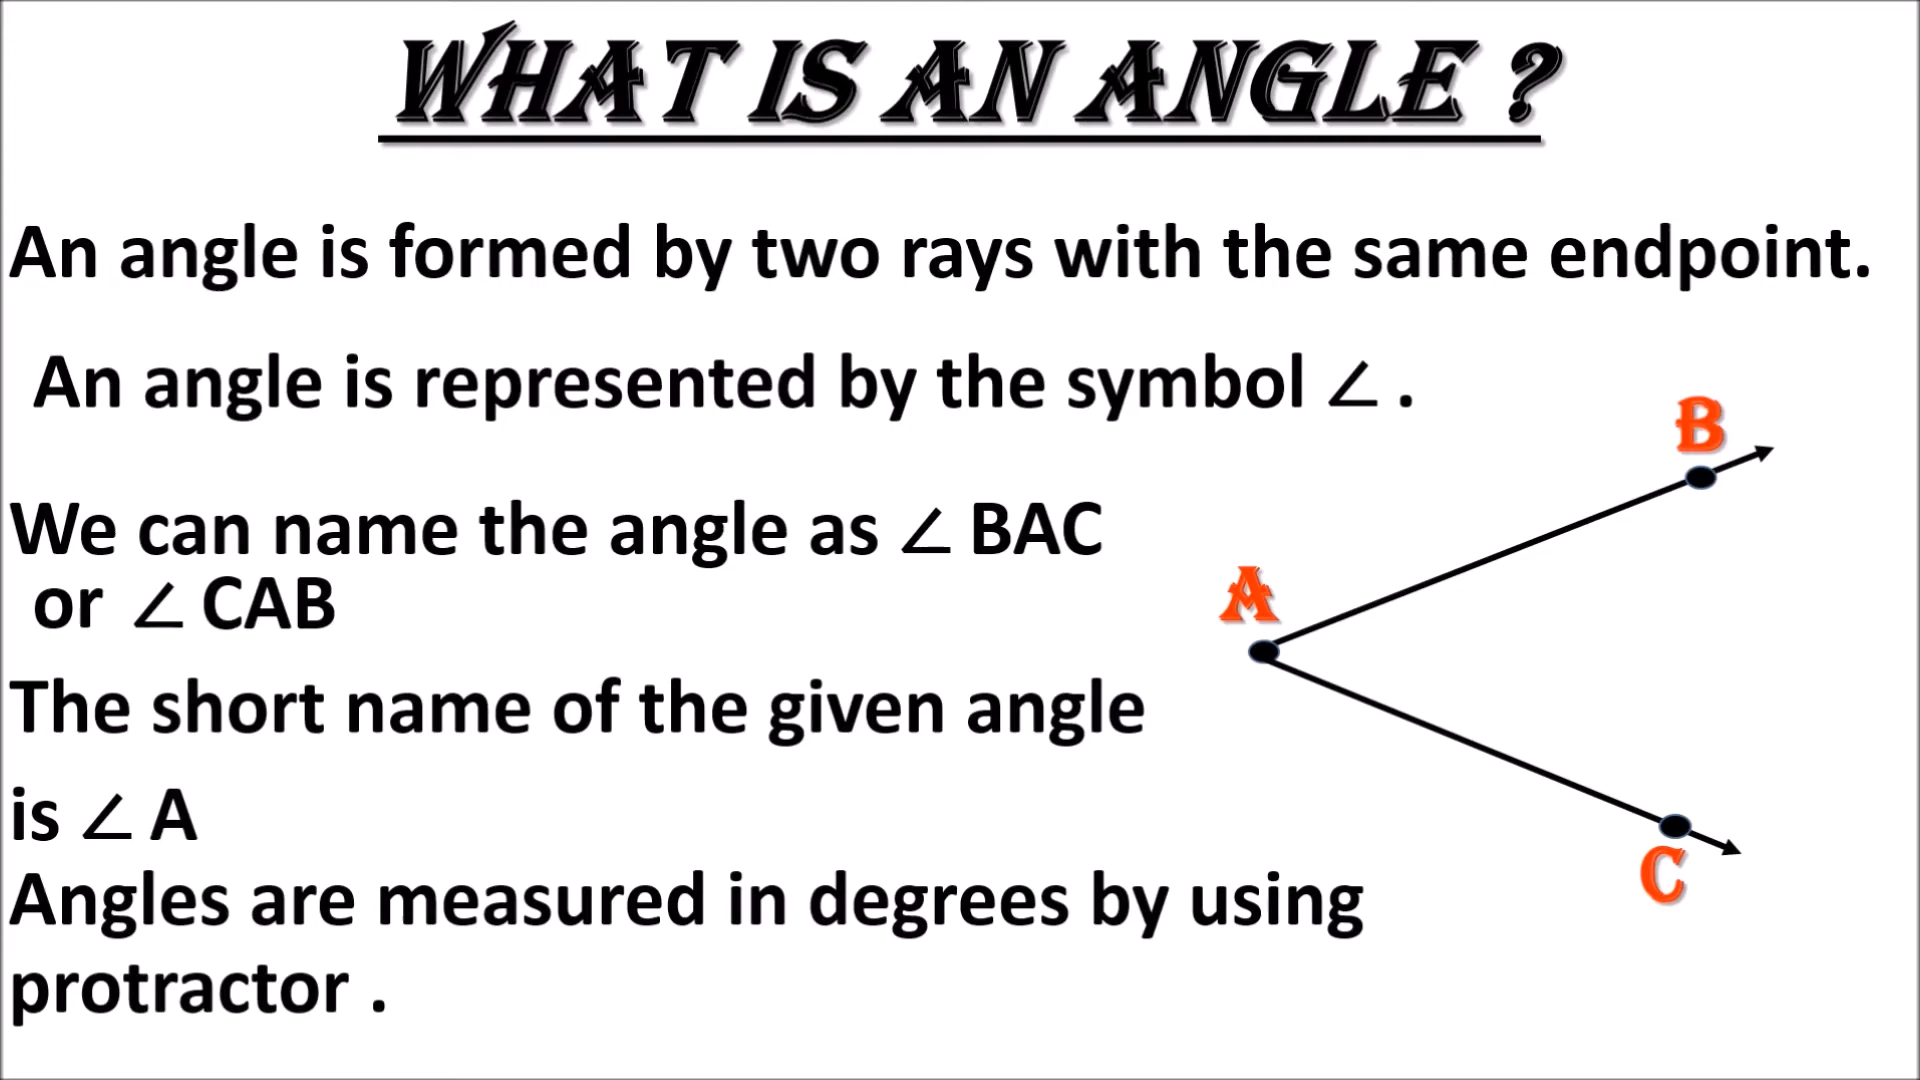 WHAT IS AN ANGLE ?
An angle is formed by two rays with the same endpoint.
An angle is represented by the symbol ∠ .
B
We can name the angle as ∠ BAC
or ∠ CAB
A
The short name of the given angle
is ∠ A
C
Angles are measured in degrees by using
protractor .